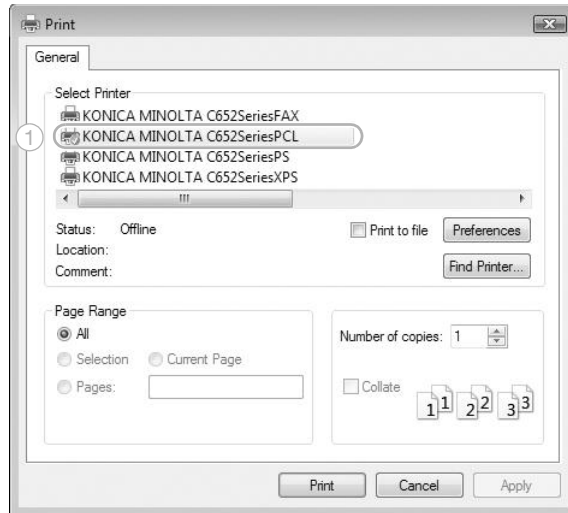 Print
General
Select Printer
KONICA MINOLTA C652SeriesFAX
1 KONICA MINOLTA C652SeriesPCL
KONICA MINOLTA C652SeriesPS
KONICA MINOLTA C652SeriesXPS
Status: Offline
Print to file
Preferences
Location:
Comment:
Find Printer...
Page Range
All
Selection
Current Page
Pages:
Number of copies: 1
Collate
1 1 2 2 3 3
Print
Cancel
Apply